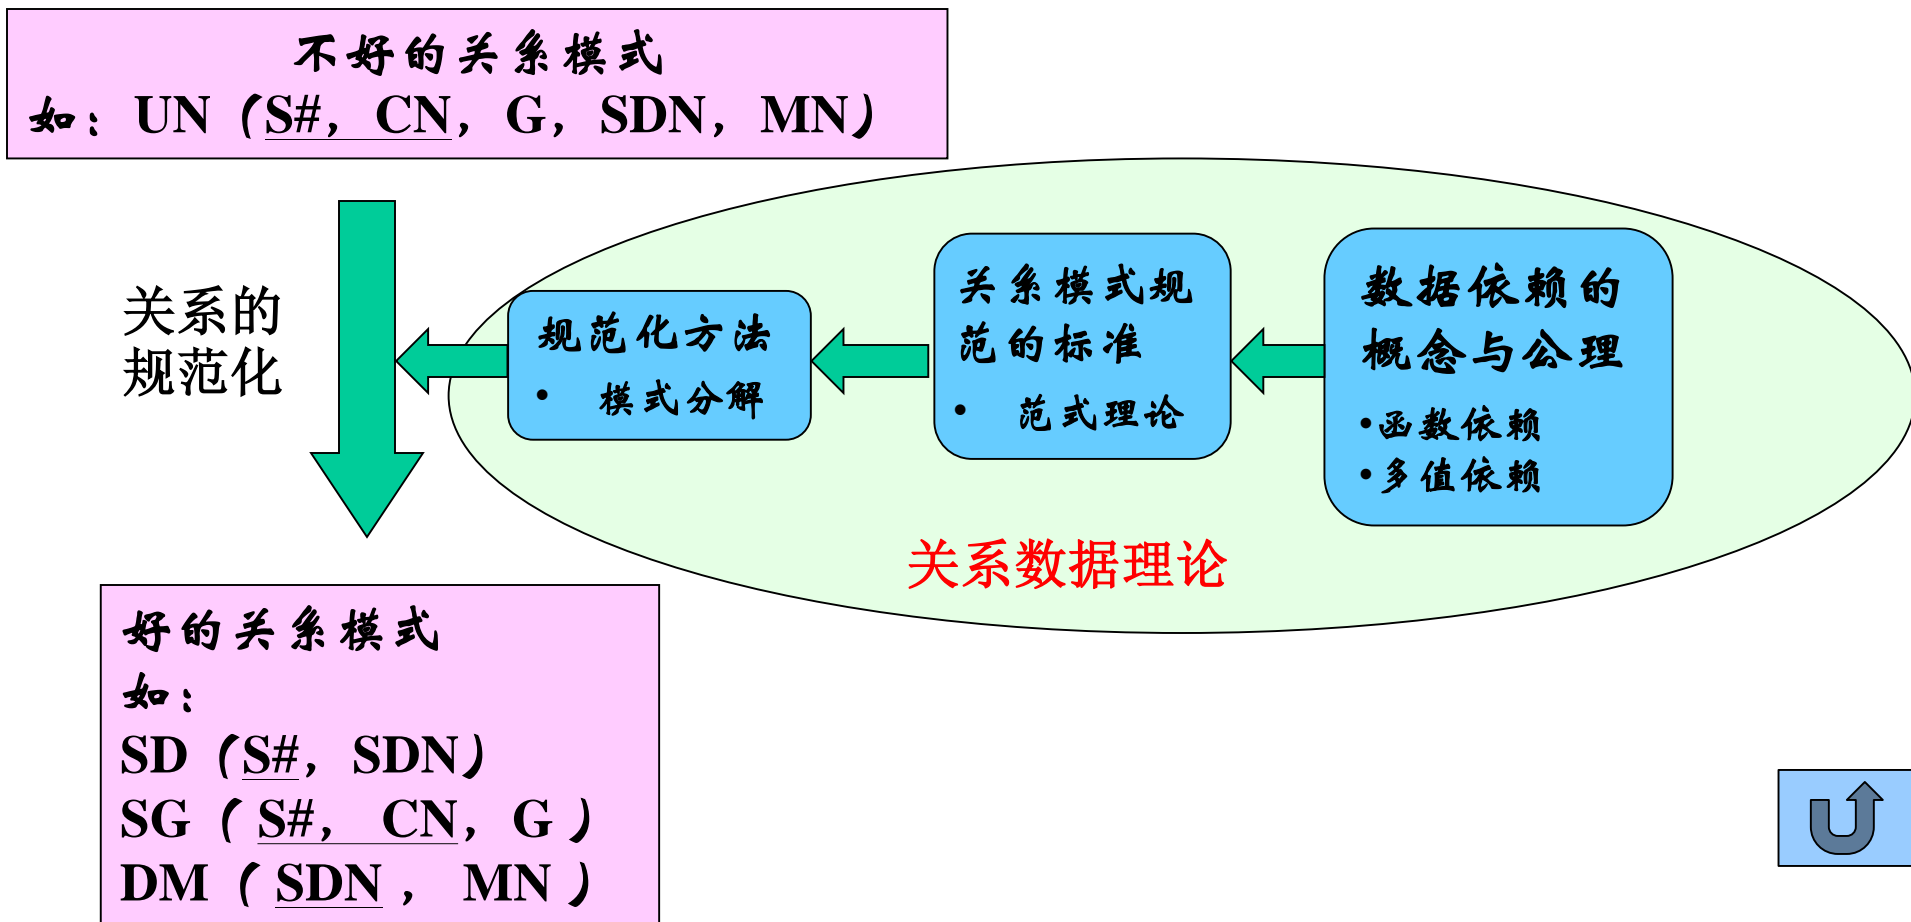 不好的关系模式
如：UN（S#，CN，G，SDN，MN）
关系的
规范化
规范化方法
• 模式分解
关系模式规
范的标准
• 范式理论
数据依赖的
概念与公理
•函数依赖
•多值依赖
关系数据理论
好的关系模式
如：
SD（S#，SDN）
SG（S#， CN，G）
DM（SDN， MN）